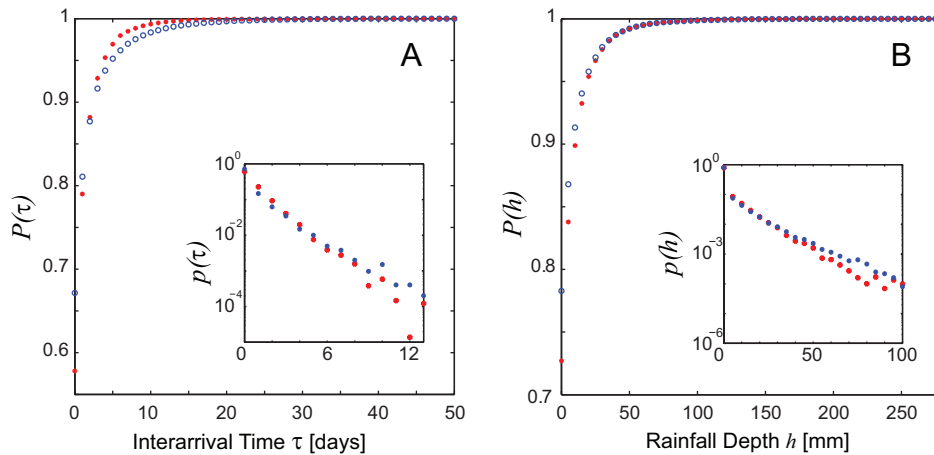 1
0.9
0.8
0.7
0.6
P(τ)
A
0 10 20 30 40 50
Interarrival Time τ [days]
10^0
10^-2
10^-4
p(τ)
0 6 12
1
0.9
0.8
0.7
P(h)
B
0 50 100 150 200 250
Rainfall Depth h [mm]
10^0
10^-3
10^-6
p(h)
0 50 100